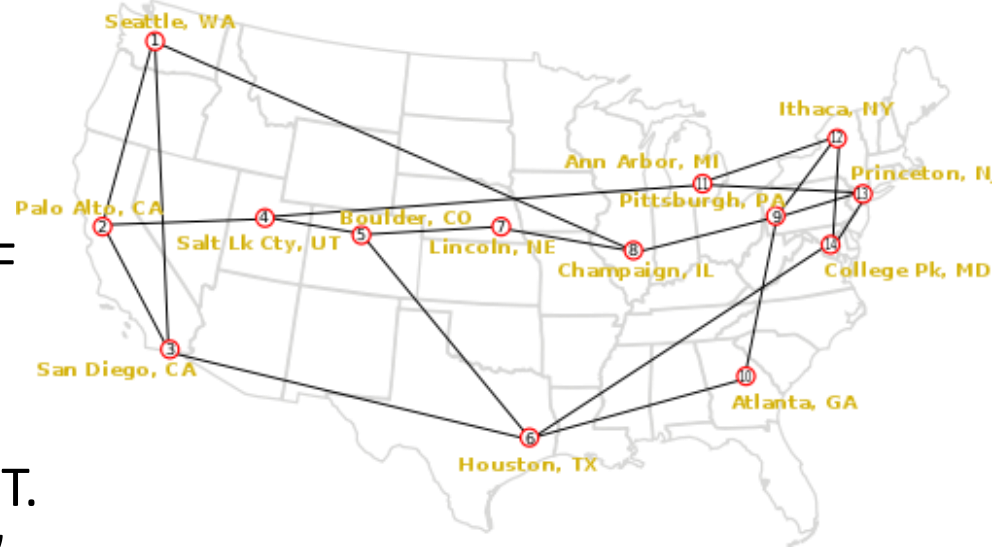 Seattle, WA
1
Ithaca, NY
12
Ann Arbor, MI
11
Princeton, N
13
Pittsburgh, PA
9
Palo Alto, CA
2
4
Boulder, CO
5
7
Salt Lk Cty, UT
Lincoln, NE
8
14
Champaign, IL
College Pk, MD
F
3
San Diego, CA
10
Atlanta, GA
6
Houston, TX
T.